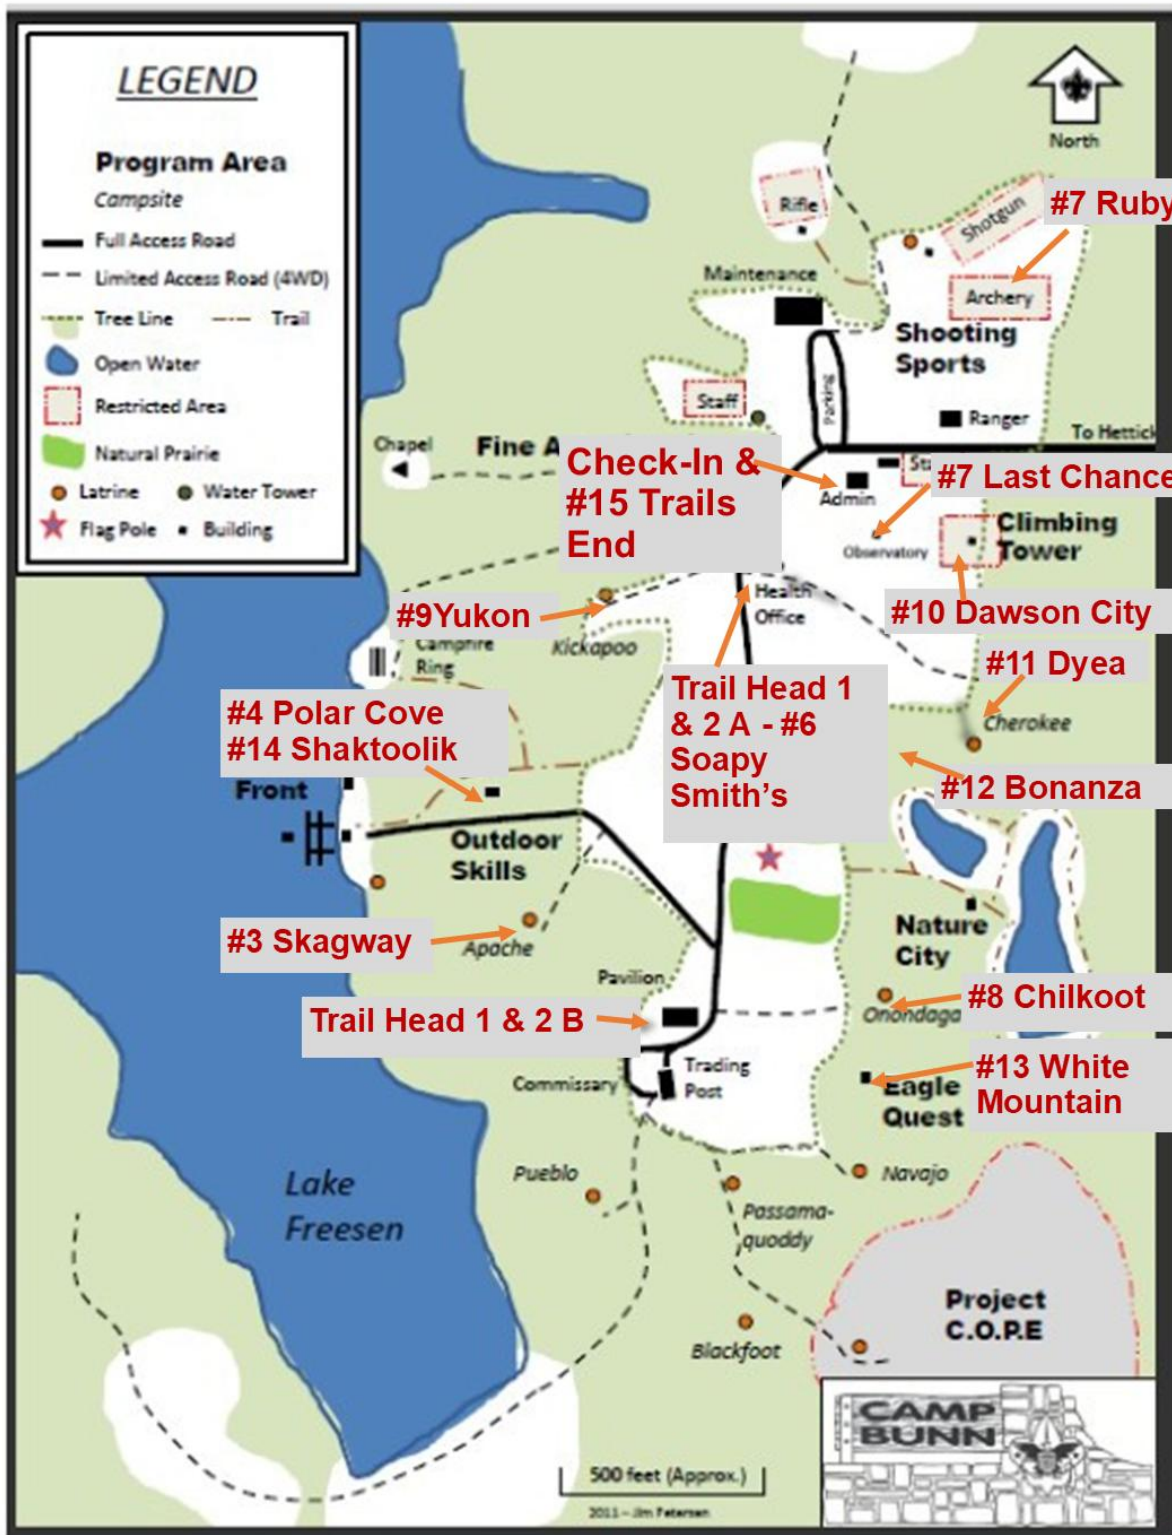 LEGEND
Program Area
Campsite
Full Access Road
Limited Access Road (4WD)
Tree Line
Trail
Open Water
Restricted Area
Natural Prairie
Latrine
Water Tower
Flag Pole
Building
North
Rifle
Shotgun
#7 Ruby
Archery
Maintenance
Shooting
Sports
Parking
Staff
Ranger
To Hettick
Chapel
Fine A
Check-In &
#15 Trails
End
Admin
#7 Last Chance
Observatory
Climbing
Tower
#9Yukon
Health
Office
#10 Dawson City
Kickapoo
Campfire
Ring
#11 Dyea
Cherokee
#4 Polar Cove
#14 Shaktoolik
Trail Head 1
& 2 A - #6
Soapy
Smith's
#12 Bonanza
Front
Outdoor
Skills
#3 Skagway
Apache
Nature
City
Pavilion
#8 Chilkoot
Onondaga
Trail Head 1 & 2 B
Trading
Post
Commissary
#13 White
Mountain
Eagle
Quest
Pueblo
Navajo
Passama-
quoddy
Lake
Freesen
Project
C.O.P.E
Blackfoot
CAMP
BUNN
500 feet (Approx.)
2011 – Jim Petersen